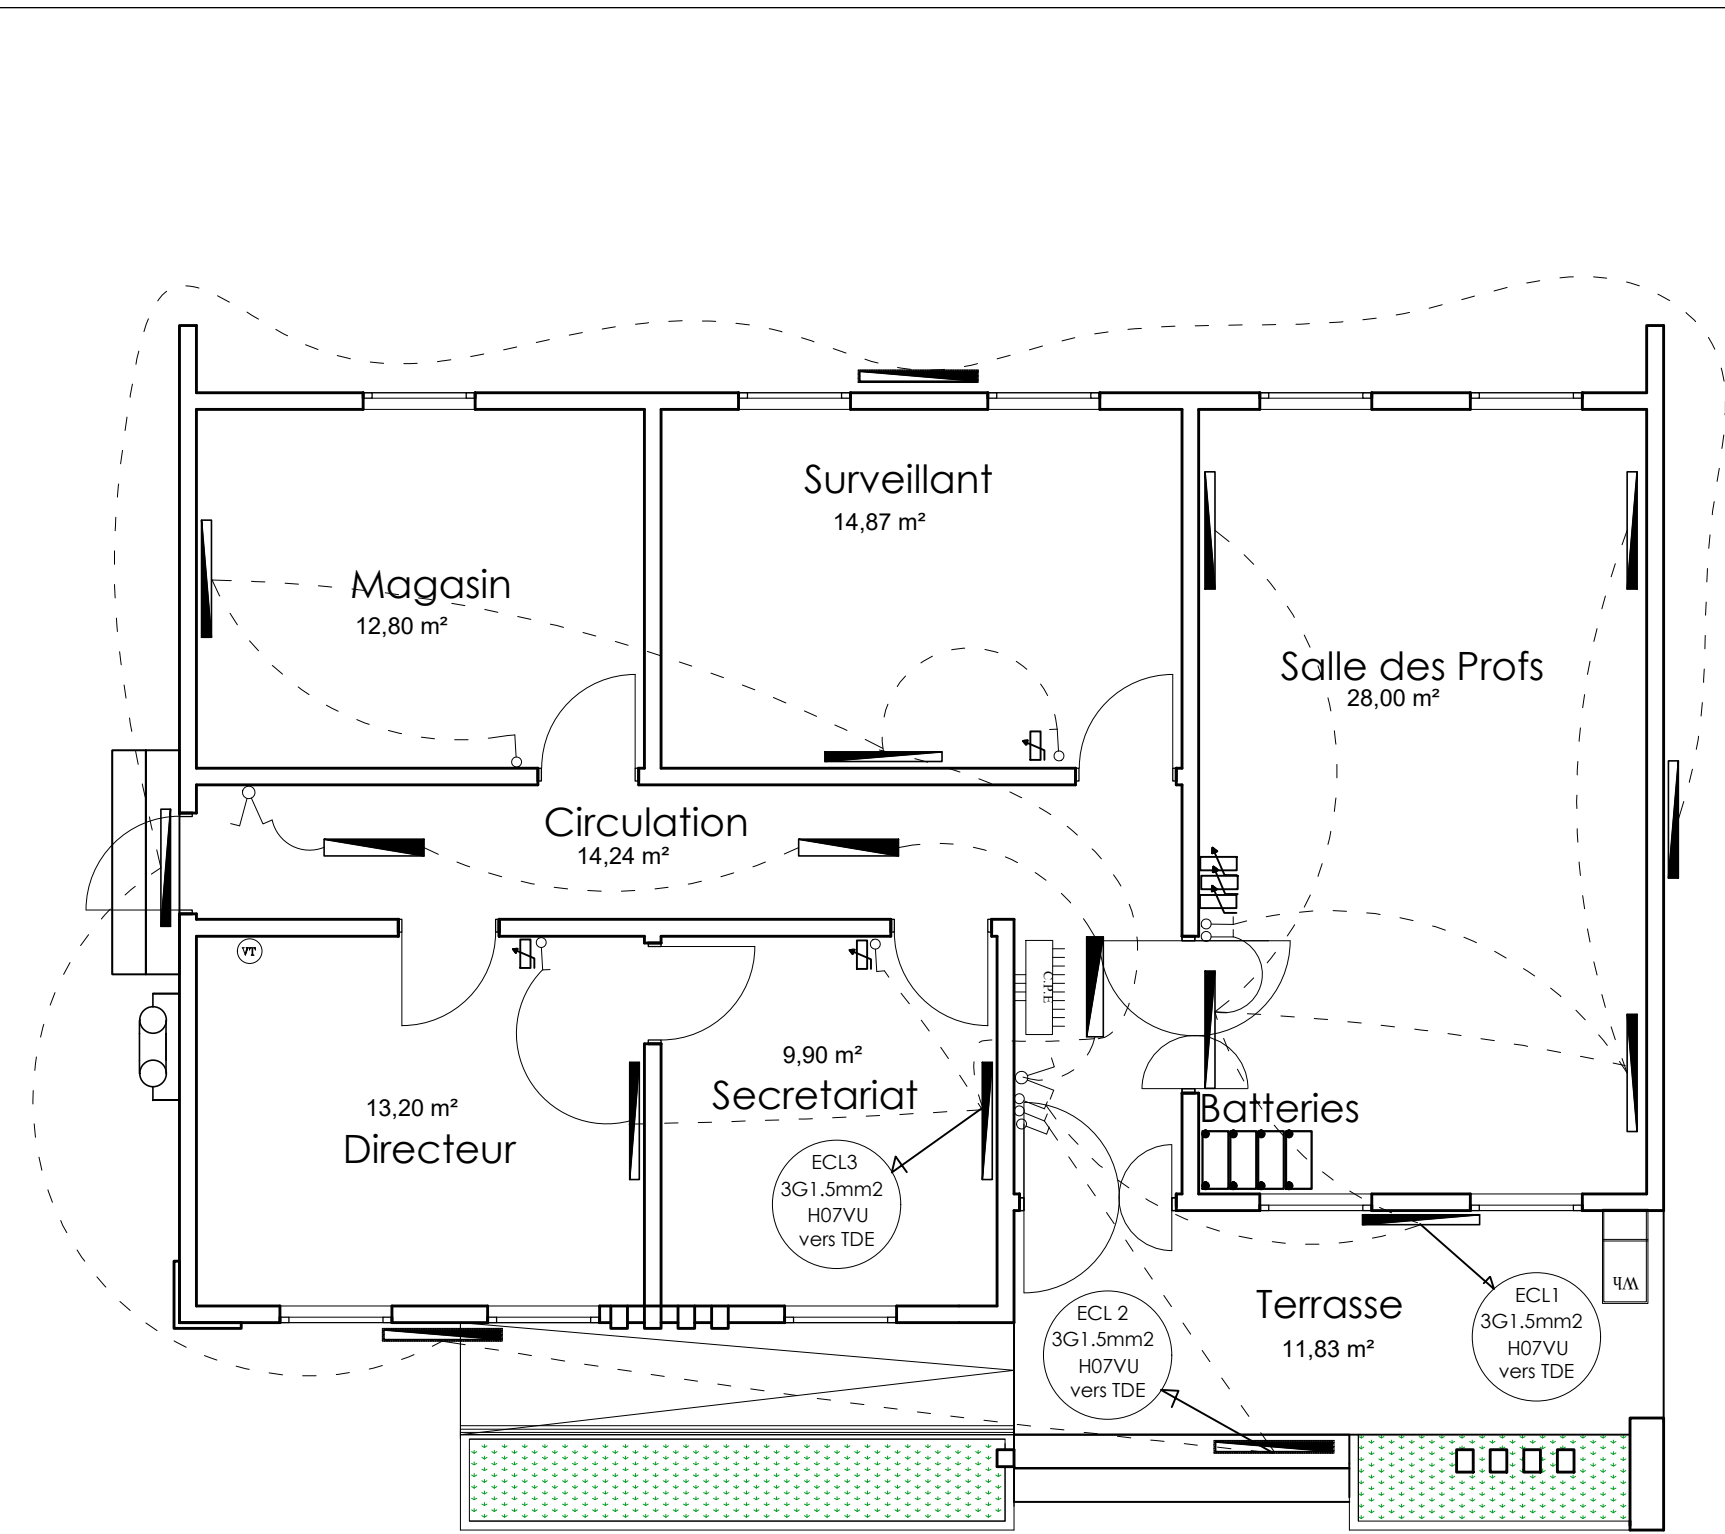 Surveillant
14,87 m²
Magasin
12,80 m²
Salle des Profs
28,00 m²
Circulation
14,24 m²
VT
C.P.E
9,90 m²
Secretariat
13,20 m²
Directeur
Batteries
ECL3
3G1.5mm2
H07VU
vers TDE
Wh
Terrasse
11,83 m²
ECL1
3G1.5mm2
H07VU
vers TDE
ECL 2
3G1.5mm2
H07VU
vers TDE